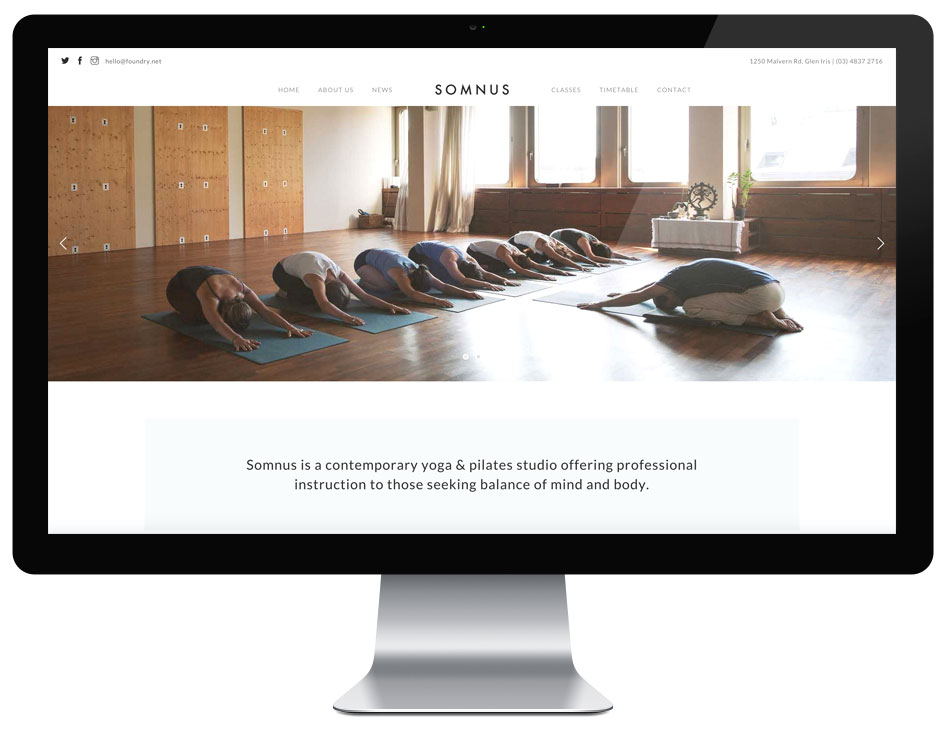 hello@foundry.net
1250 Malvern Rd, Glen Iris | (03) 4837 2716
HOME ABOUT US NEWS SOMNUS CLASSES TIMETABLE CONTACT
Somnus is a contemporary yoga & pilates studio offering professional
instruction to those seeking balance of mind and body.